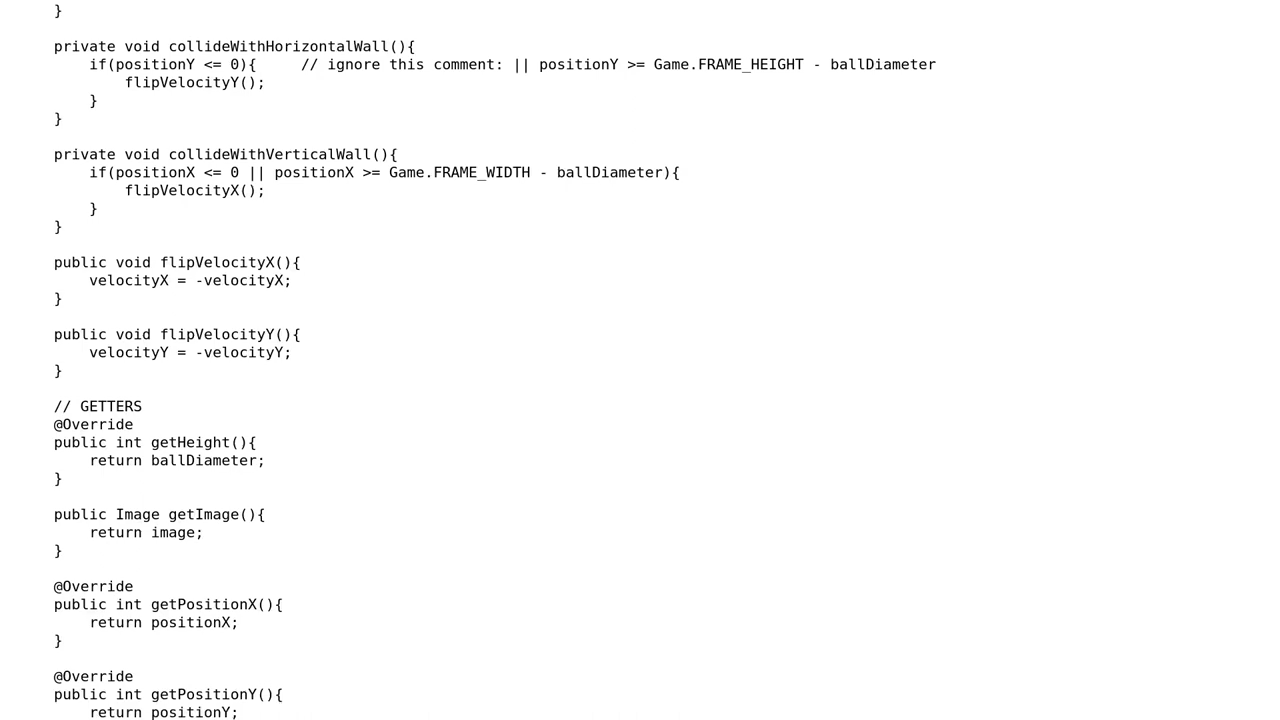 }
private void collideWithHorizontalWall(){
if(positionY <= 0){     // ignore this comment: || positionY >= Game.FRAME_HEIGHT - ballDiameter
flipVelocityY();
}
}
private void collideWithVerticalWall(){
if(positionX <= 0 || positionX >= Game.FRAME_WIDTH - ballDiameter){
flipVelocityX();
}
}
public void flipVelocityX(){
velocityX = -velocityX;
}
public void flipVelocityY(){
velocityY = -velocityY;
}
// GETTERS
@Override
public int getHeight(){
return ballDiameter;
}
public Image getImage(){
return image;
}
@Override
public int getPositionX(){
return positionX;
}
@Override
public int getPositionY(){
return positionY;